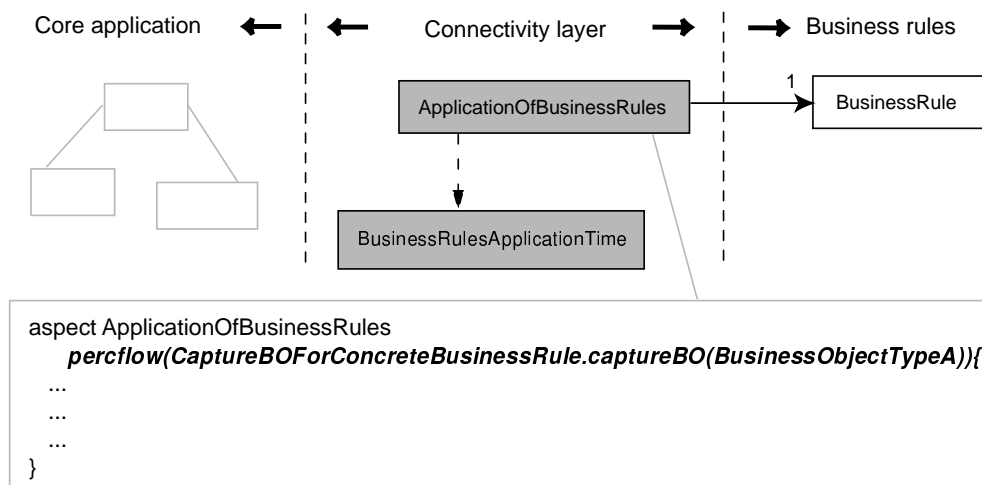 Core application
Connectivity layer
Business rules
ApplicationOfBusinessRules
1
BusinessRule
BusinessRulesApplicationTime
aspect ApplicationOfBusinessRules
percflow(CaptureBOForConcreteBusinessRule.captureBO(BusinessObjectTypeA)){
...
...
...
}